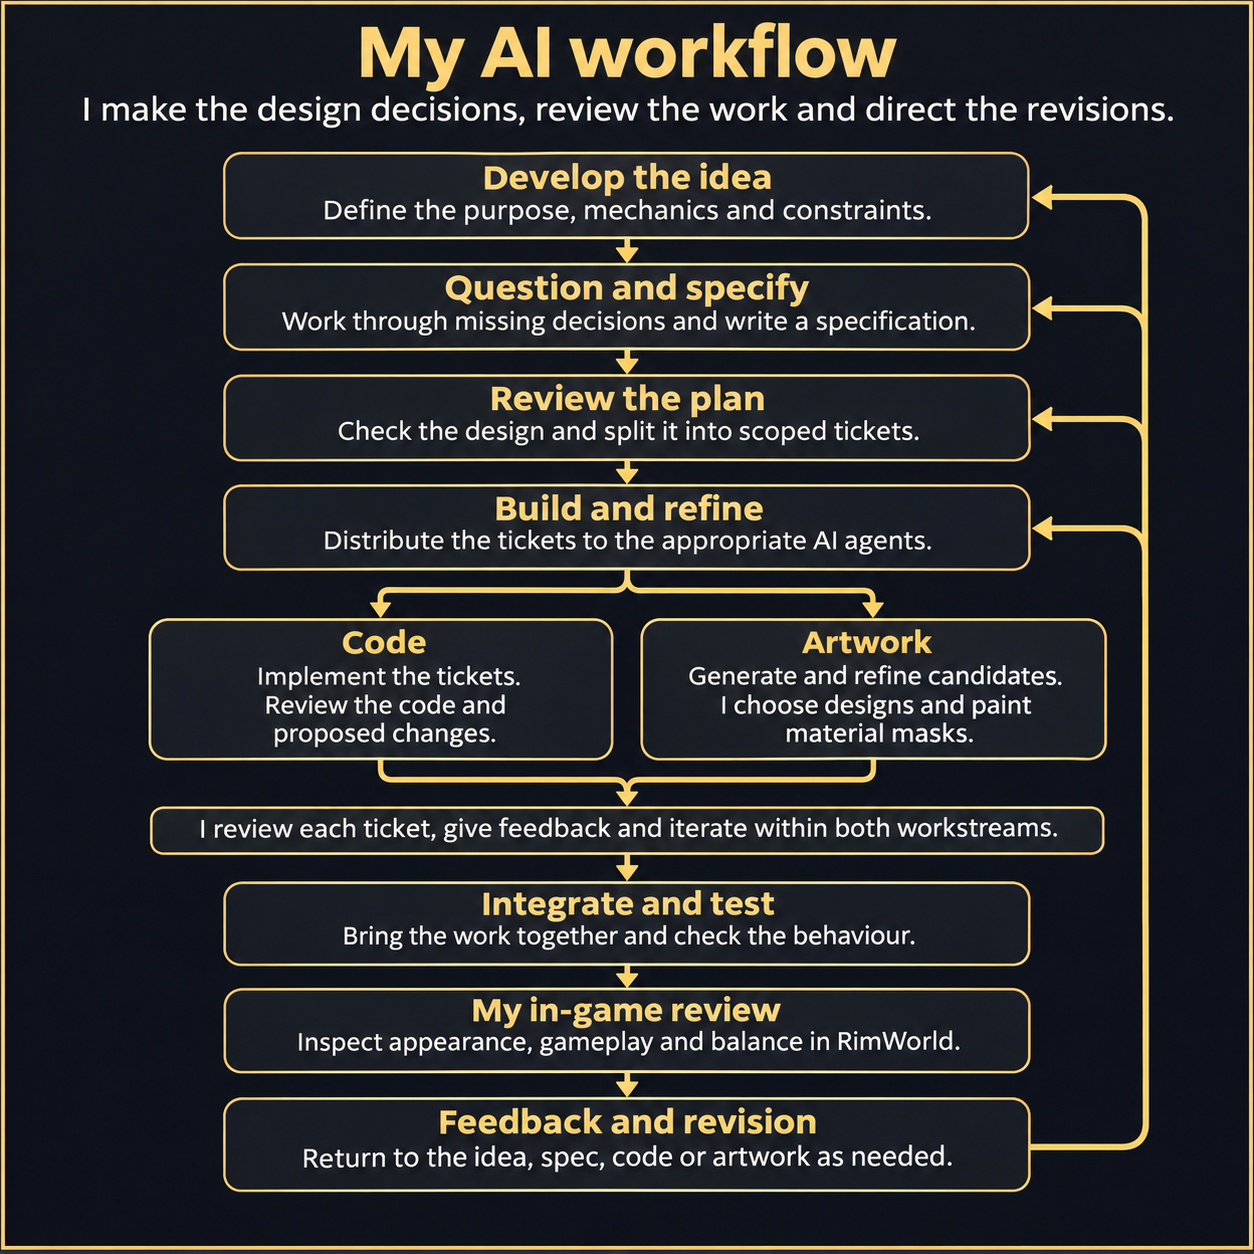 My AI workflow
I make the design decisions, review the work and direct the revisions.
Develop the idea
Define the purpose, mechanics and constraints.
Question and specify
Work through missing decisions and write a specification.
Review the plan
Check the design and split it into scoped tickets.
Build and refine
Distribute the tickets to the appropriate AI agents.
Code
Implement the tickets.
Review the code and
proposed changes.
Artwork
Generate and refine candidates.
I choose designs and paint
material masks.
I review each ticket, give feedback and iterate within both workstreams.
Integrate and test
Bring the work together and check the behaviour.
My in-game review
Inspect appearance, gameplay and balance in RimWorld.
Feedback and revision
Return to the idea, spec, code or artwork as needed.